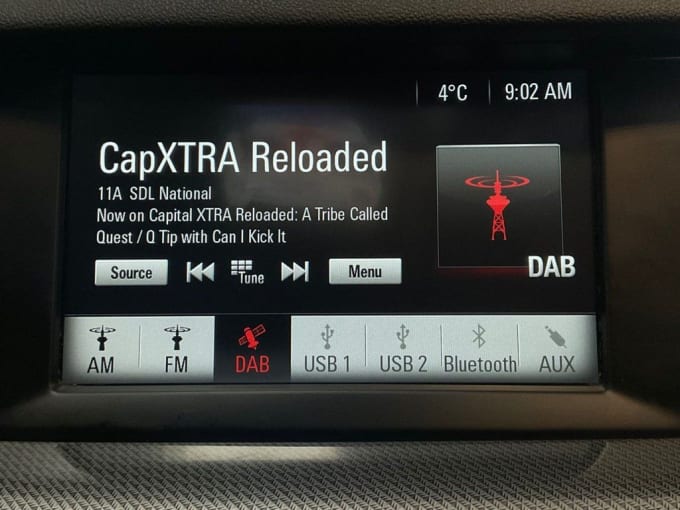 4°C 9:02 AM
CapXTRA Reloaded
11A SDL National
Now on Capital XTRA Reloaded: A Tribe Called
Quest / Q Tip with Can I Kick It
DAB
Source Tune Menu
AM FM DAB USB 1 USB 2 Bluetooth AUX